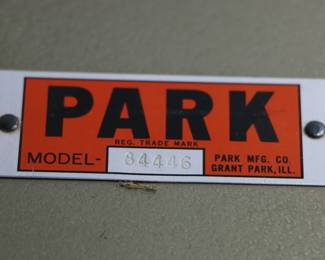 PARK
REG. TRADE MARK
MODEL- 84446
PARK MFG. CO.
GRANT PARK, ILL.